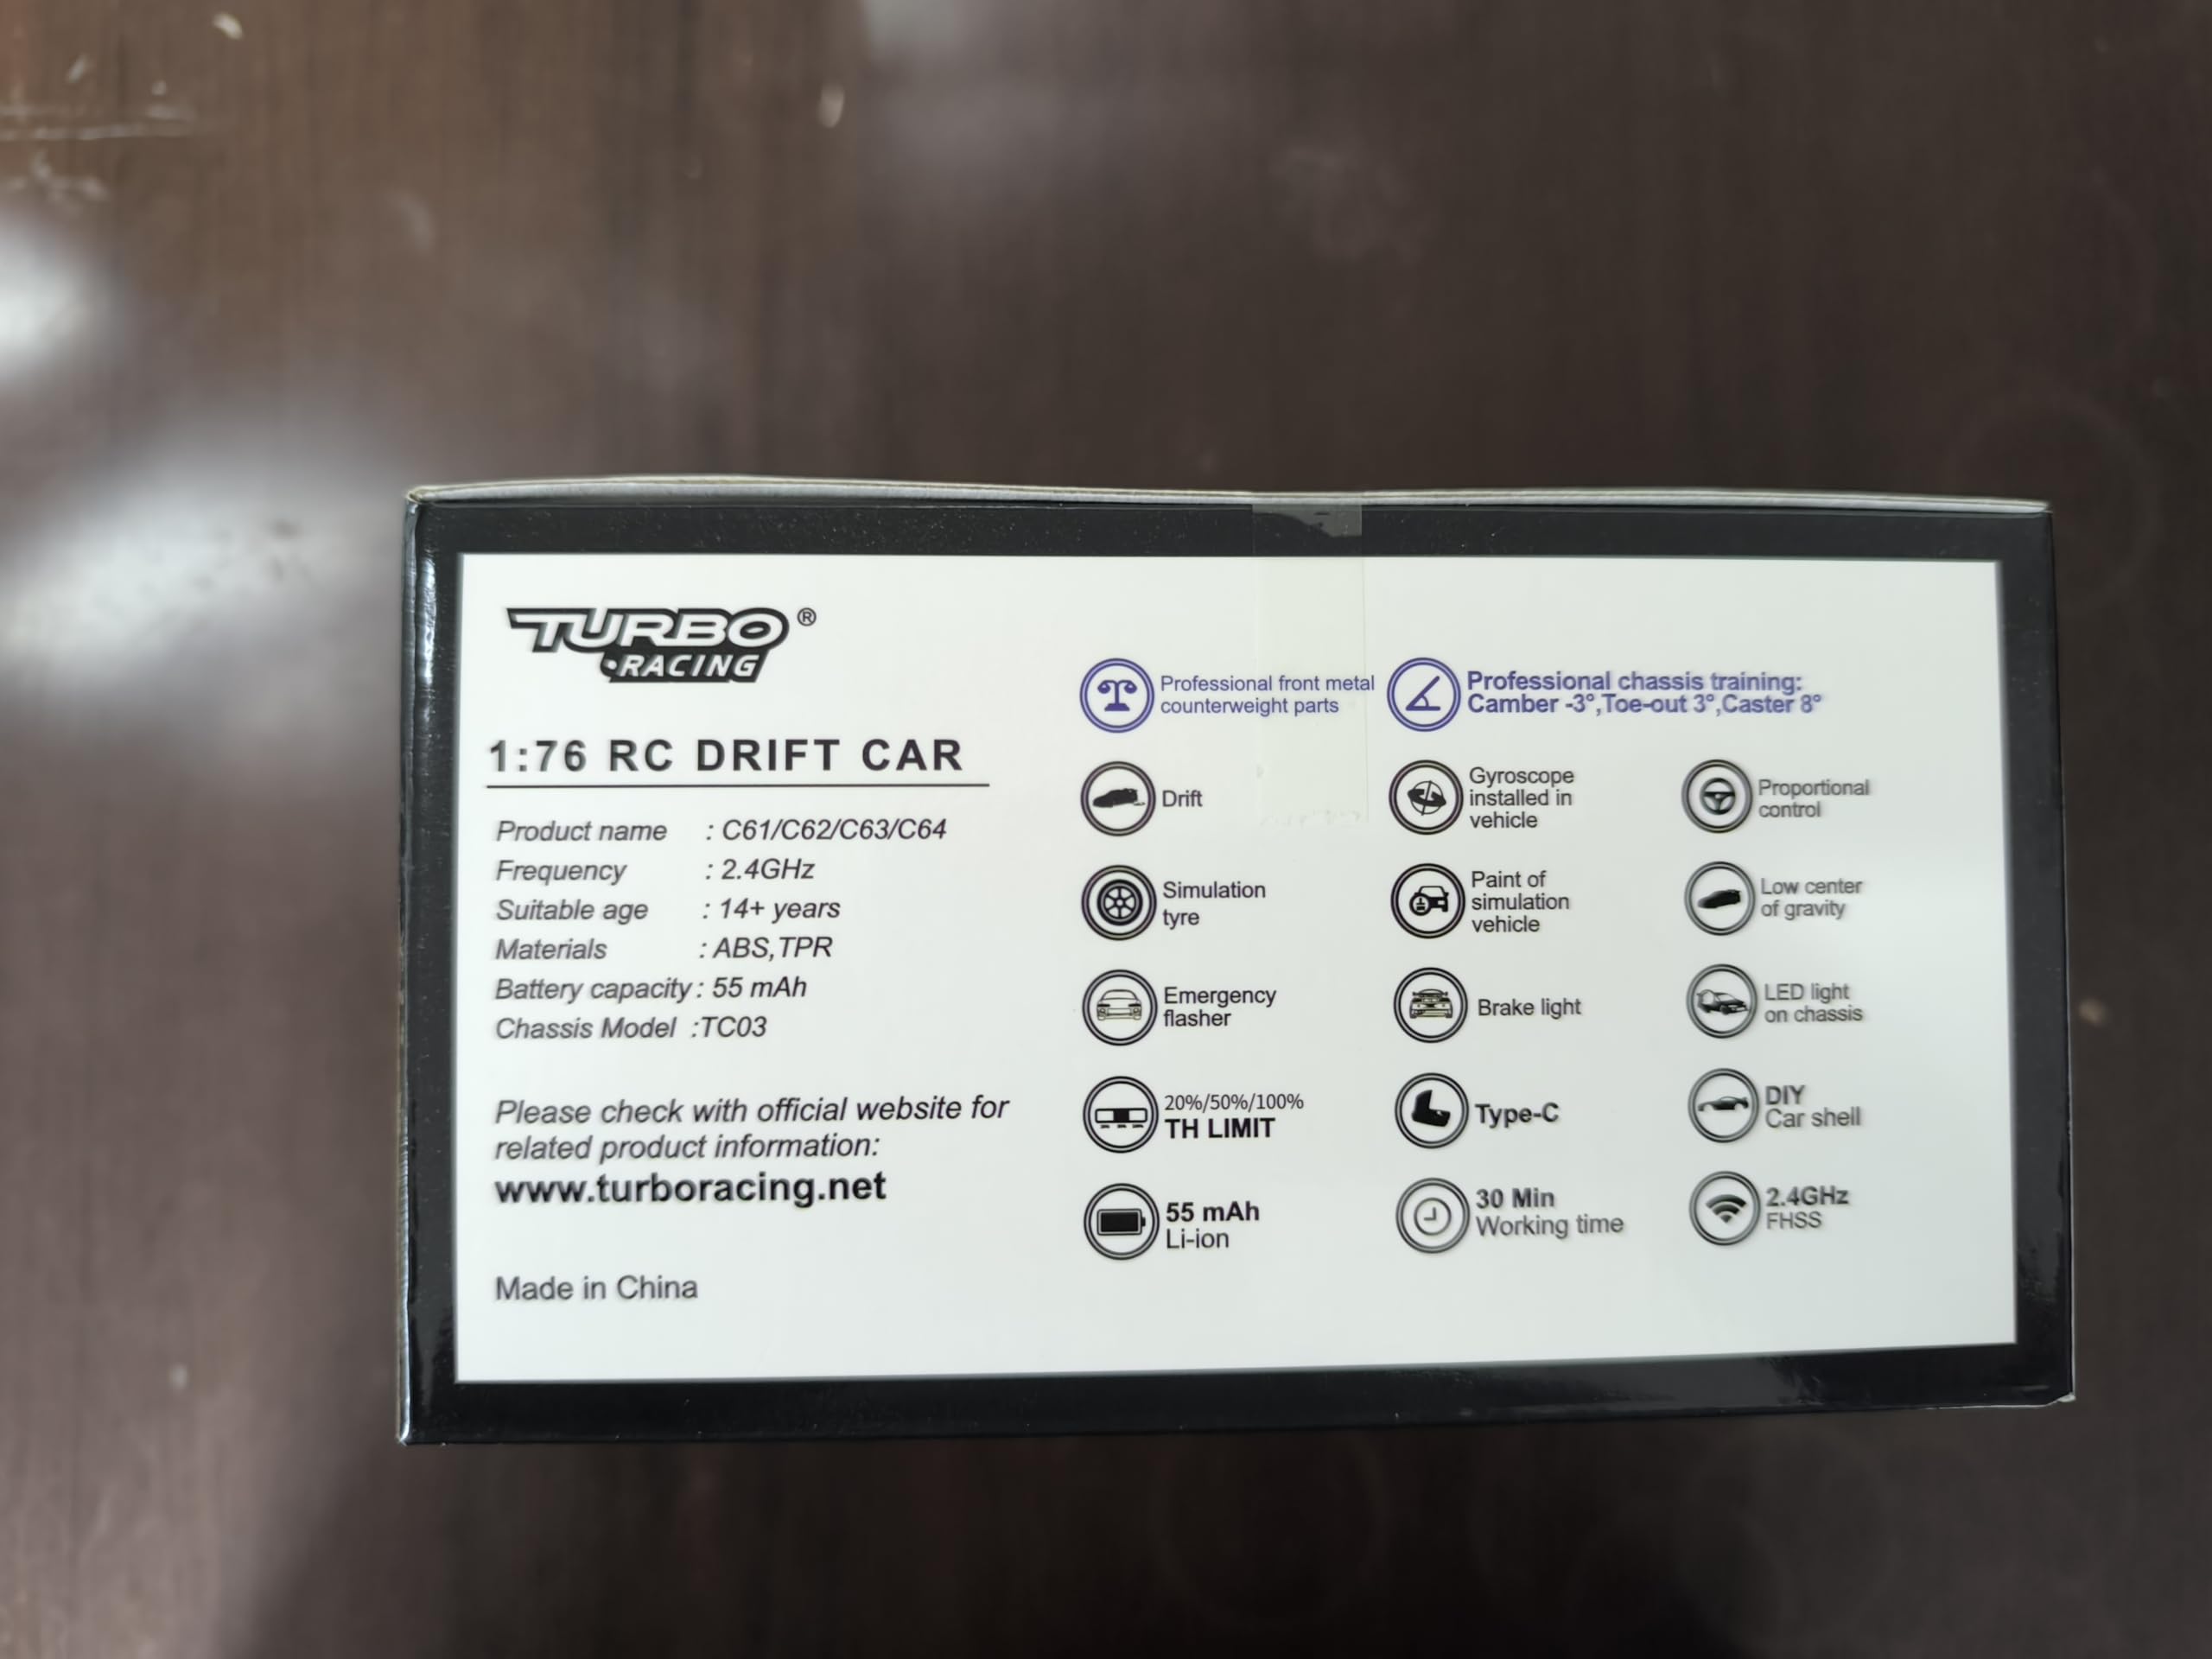 TURBO®
RACING
1:76 RC DRIFT CAR
Product name : C61/C62/C63/C64
Frequency : 2.4GHz
Suitable age : 14+ years
Materials : ABS,TPR
Battery capacity : 55 mAh
Chassis Model :TC03
Please check with official website for
related product information:
www.turboracing.net
Made in China
Professional front metal
counterweight parts
Professional chassis training:
Camber -3°,Toe-out 3°,Caster 8°
Drift
Gyroscope
installed in
vehicle
Proportional
control
Simulation
tyre
Paint of
simulation
vehicle
Low center
of gravity
Emergency
flasher
Brake light
LED light
on chassis
20%/50%/100%
TH LIMIT
Type-C
DIY
Car shell
55 mAh
Li-ion
30 Min
Working time
2.4GHz
FHSS